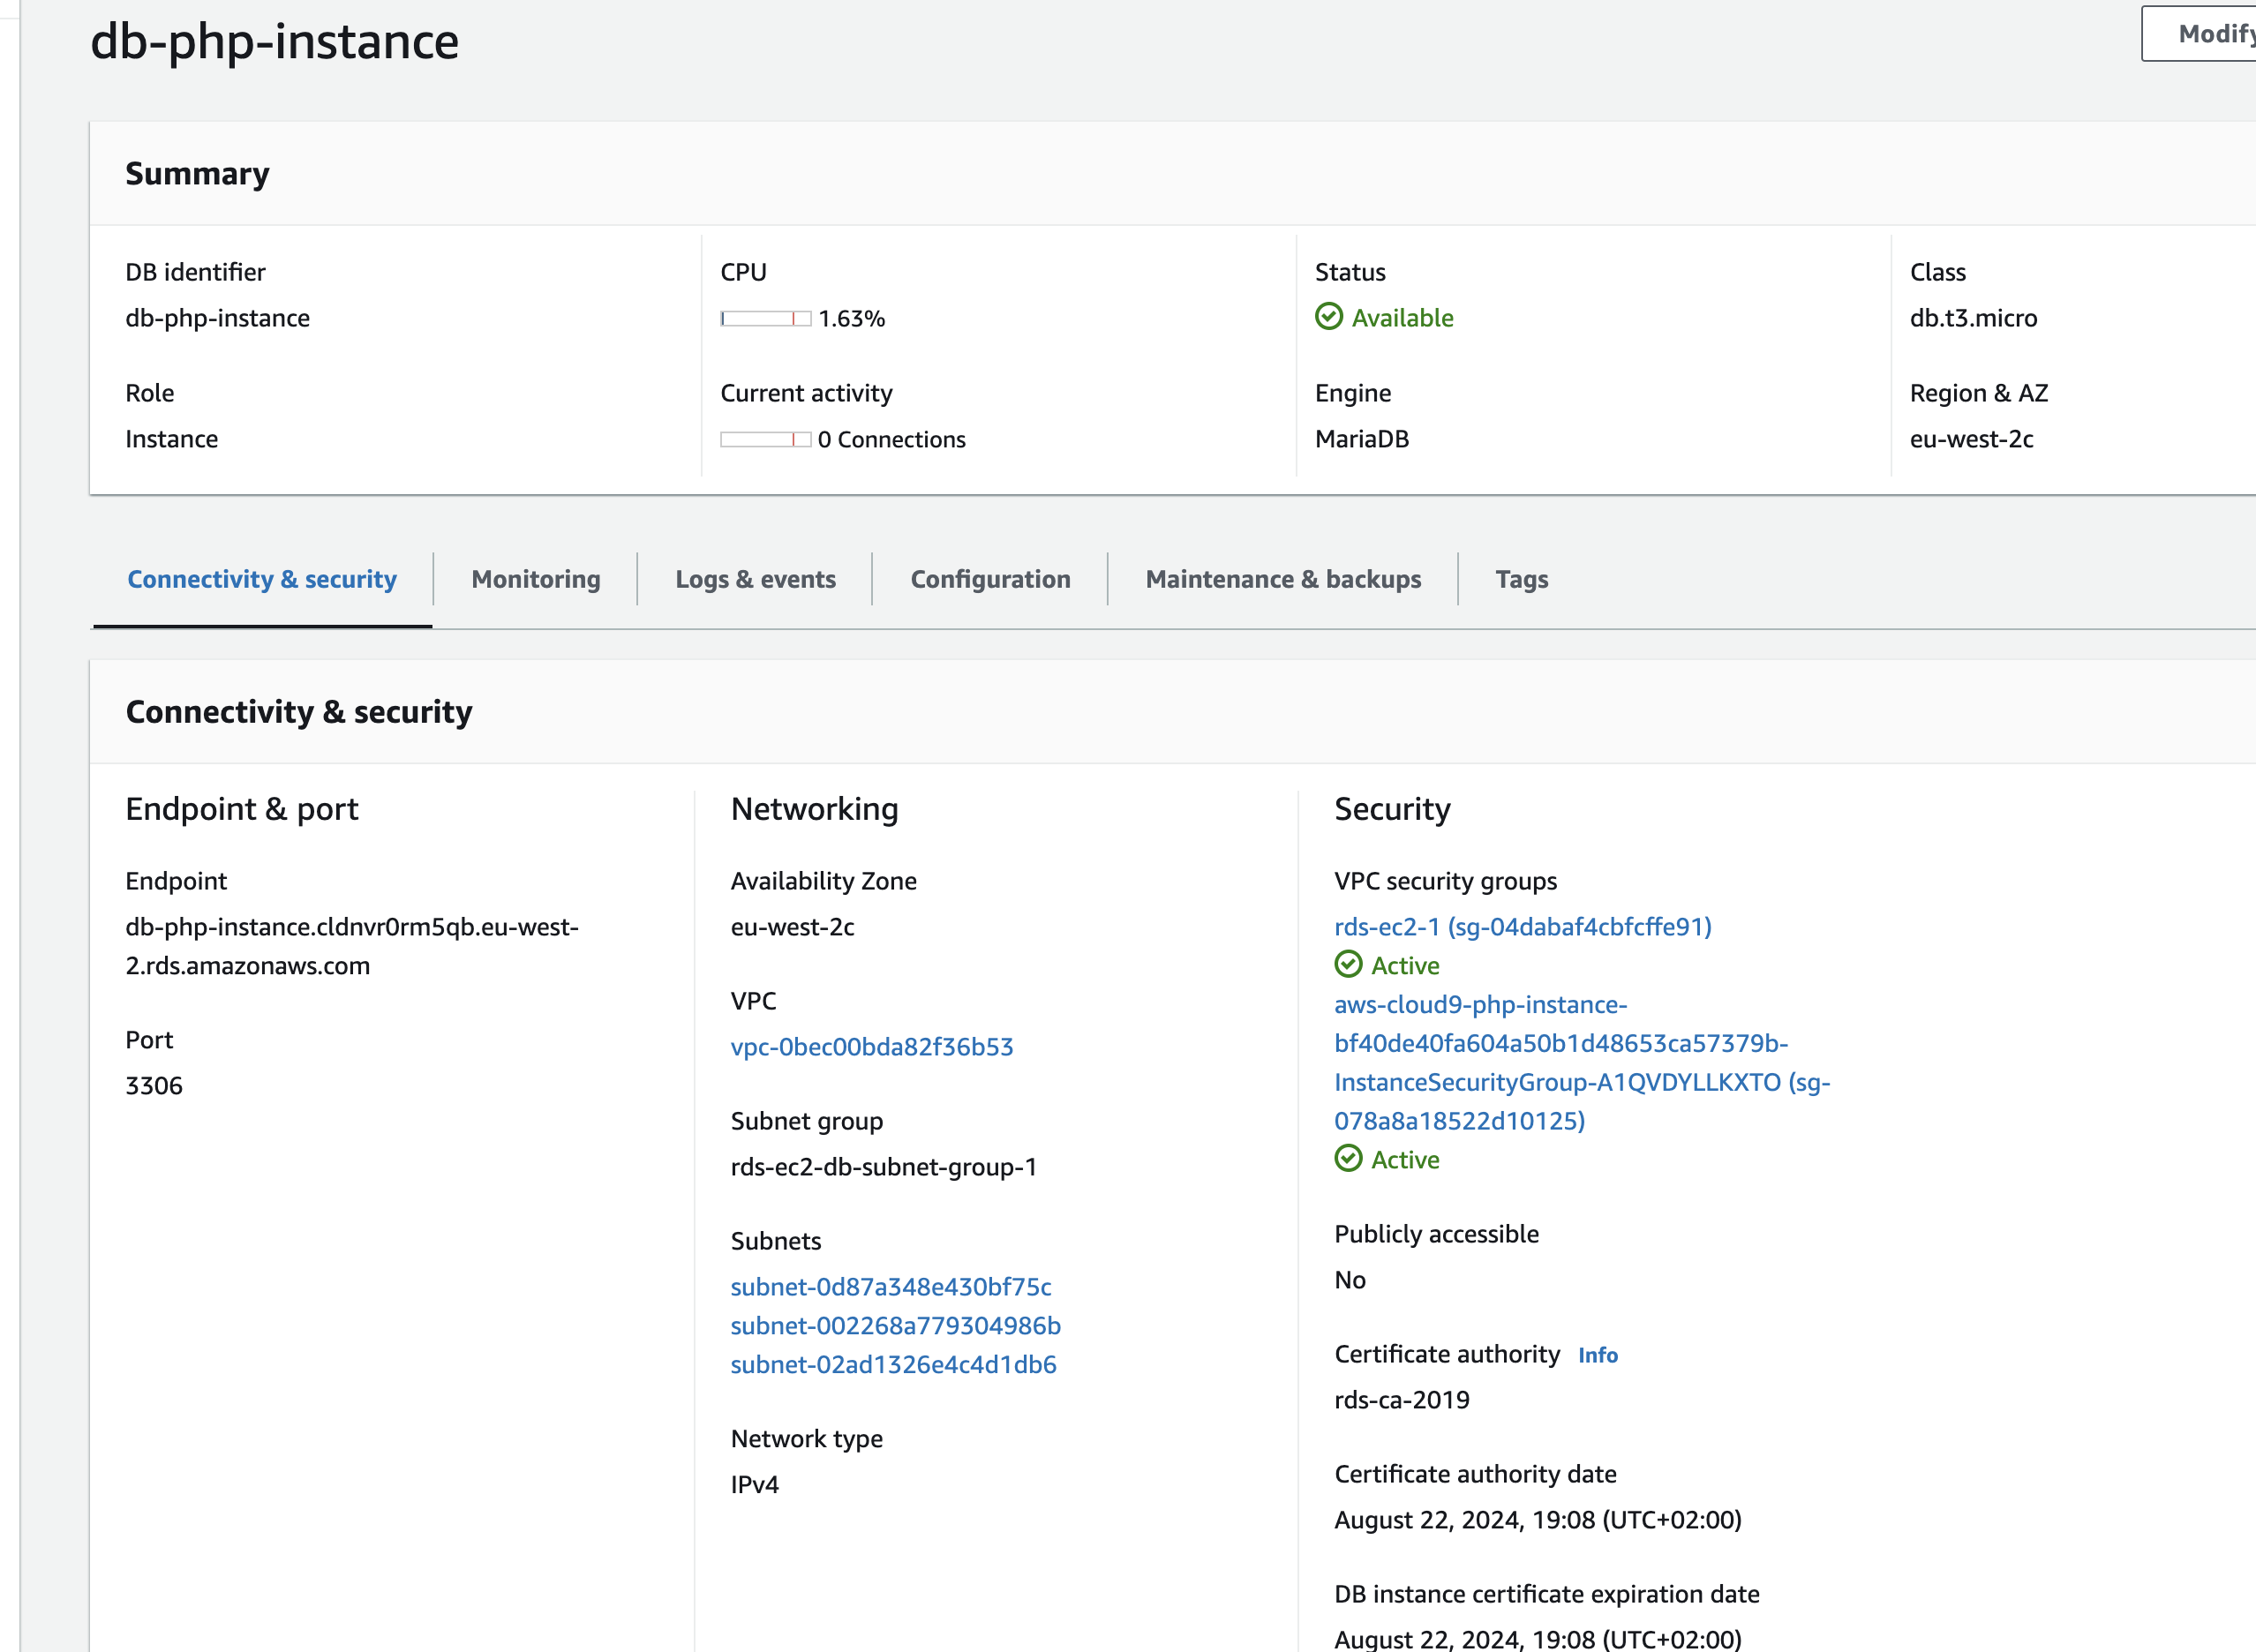 db-php-instance
Modify
Summary
DB identifier
db-php-instance
CPU
1.63%
Status
Available
Class
db.t3.micro
Role
Instance
Current activity
0 Connections
Engine
MariaDB
Region & AZ
eu-west-2c
Connectivity & security
Monitoring
Logs & events
Configuration
Maintenance & backups
Tags
Connectivity & security
Endpoint & port
Endpoint
db-php-instance.cldnvr0rm5qb.eu-west-
2.rds.amazonaws.com
Port
3306
Networking
Availability Zone
eu-west-2c
VPC
vpc-0bec00bda82f36b53
Subnet group
rds-ec2-db-subnet-group-1
Subnets
subnet-0d87a348e430bf75c
subnet-002268a779304986b
subnet-02ad1326e4c4d1db6
Network type
IPv4
Security
VPC security groups
rds-ec2-1 (sg-04dabaf4cbfcffe91)
Active
aws-cloud9-php-instance-
bf40de40fa604a50b1d48653ca57379b-
InstanceSecurityGroup-A1QVDYLLKXTO (sg-
078a8a18522d10125)
Active
Publicly accessible
No
Certificate authority Info
rds-ca-2019
Certificate authority date
August 22, 2024, 19:08 (UTC+02:00)
DB instance certificate expiration date
August 22, 2024, 19:08 (UTC+02:00)